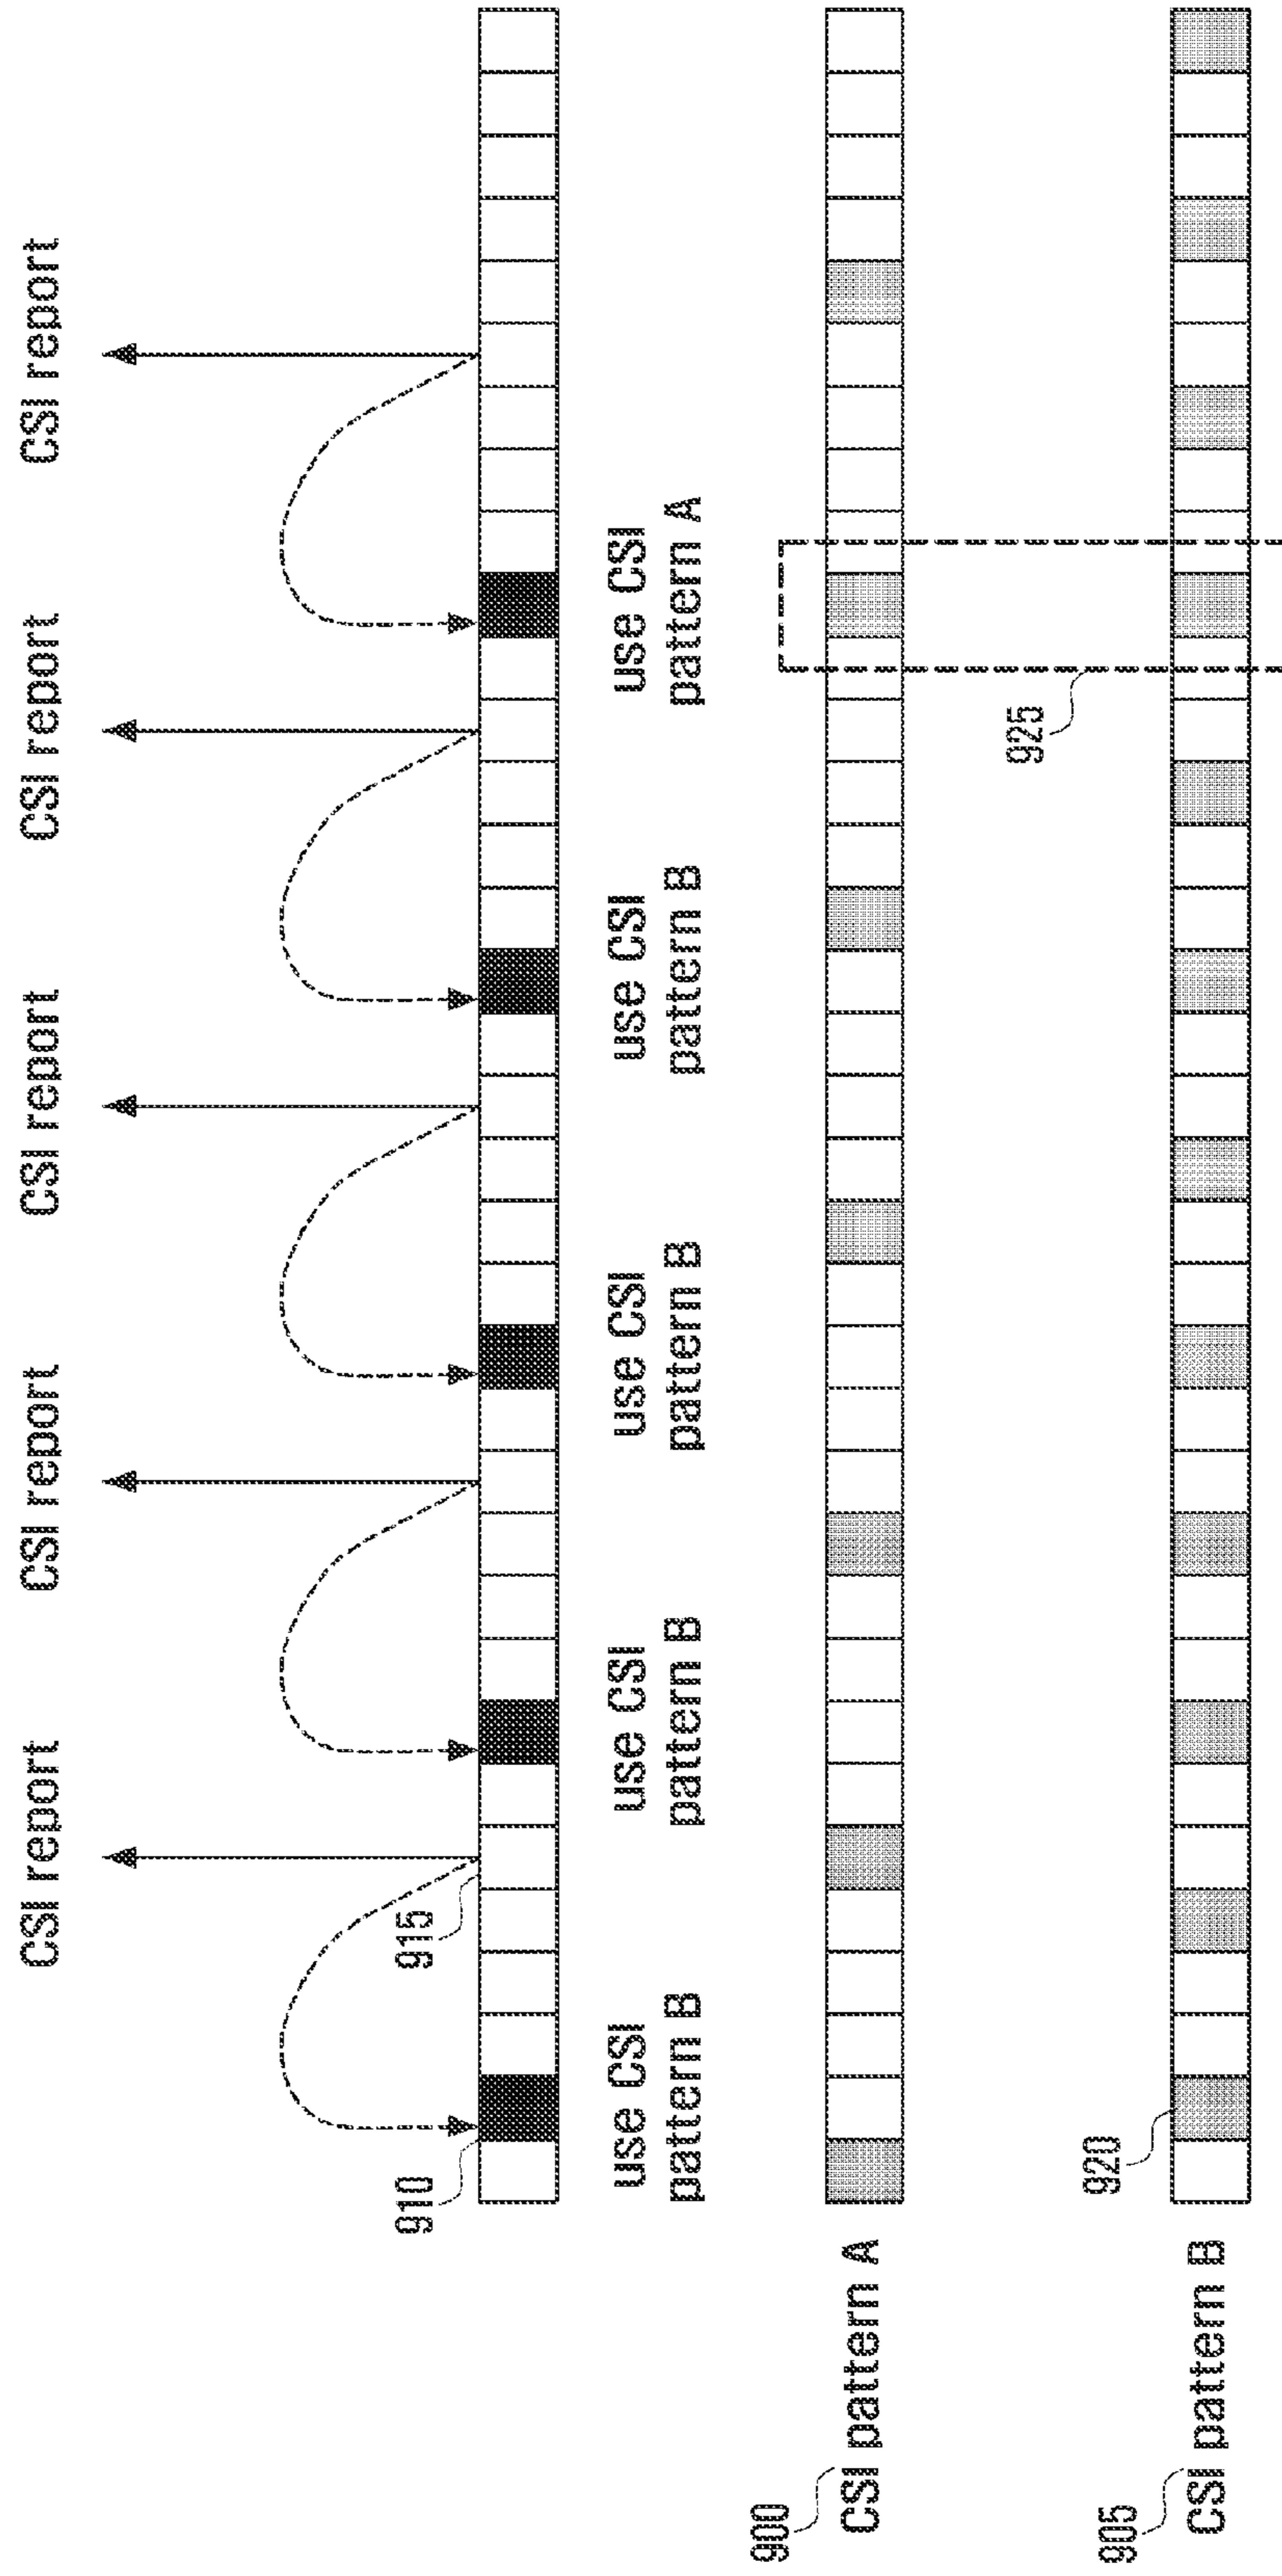 CSI report
CSI report
CSI report
CSI report
CSI report
910
915
use CSI
pattern B
use CSI
pattern B
use CSI
pattern B
use CSI
pattern B
use CSI
pattern A
900
CSI pattern A
925
920
905
CSI pattern B